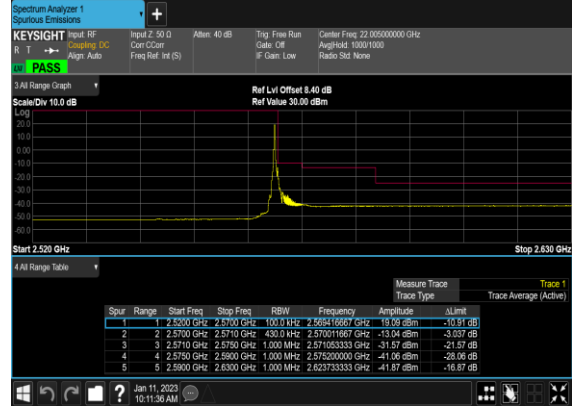 Spectrum Analyzer 1
Spurious Emissions
KEYSIGHT Input: RF Input Z: 50 Ω Atten: 40 dB Trig: Free Run Center Freq: 22.005000000 GHz
R T Coupling: DC Corr CCorr Gate: Off Avg|Hold: 1000/1000
Align: Auto Freq Ref: Int (S) IF Gain: Low Radio Std: None
PASS
3 All Range Graph
Ref Lvl Offset 8.40 dB
Scale/Div 10.0 dB Ref Value 30.00 dBm
Log
20.0
10.0
0.00
-10.0
-20.0
-30.0
-40.0
-50.0
-60.0
Start 2.520 GHz Stop 2.630 GHz
4 All Range Table
Measure Trace Trace 1
Trace Type Trace Average (Active)
Spur Range Start Freq Stop Freq RBW Frequency Amplitude ΔLimit
1 1 2.5200 GHz 2.5700 GHz 100.0 kHz 2.569416667 GHz 19.09 dBm -10.91 dB
2 2 2.5700 GHz 2.5710 GHz 430.0 kHz 2.570011667 GHz -13.04 dBm -3.037 dB
3 3 2.5710 GHz 2.5750 GHz 1.000 MHz 2.571053333 GHz -31.57 dBm -21.57 dB
4 4 2.5750 GHz 2.5900 GHz 1.000 MHz 2.575200000 GHz -41.06 dBm -28.06 dB
5 5 2.5900 GHz 2.6300 GHz 1.000 MHz 2.623733333 GHz -41.87 dBm -16.87 dB
Jan 11, 2023
10:11:36 AM